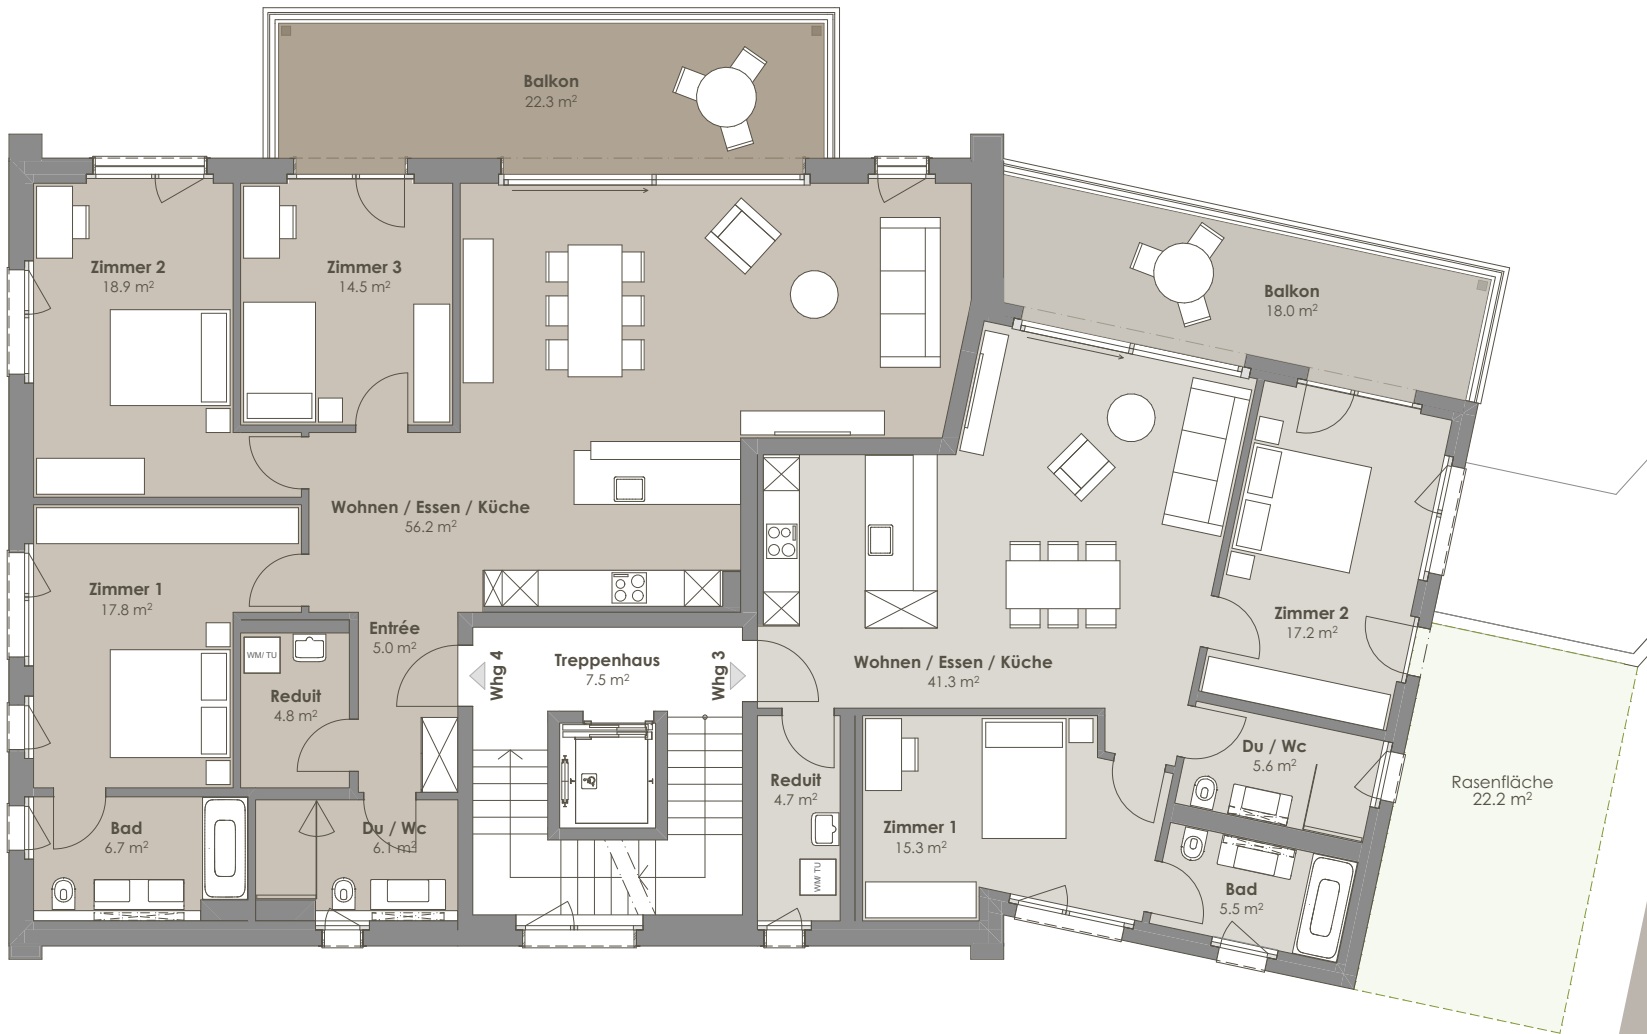 Balkon
22.3 m²
Zimmer 2
18.9 m²
Zimmer 3
14.5 m²
Balkon
18.0 m²
Wohnen / Essen / Küche
56.2 m²
Zimmer 1
17.8 m²
Entrée
5.0 m²
WM/ TU
Reduit
4.8 m²
Whg 4
Treppenhaus
7.5 m²
Whg 3
Wohnen / Essen / Küche
41.3 m²
Zimmer 2
17.2 m²
Du / Wc
5.6 m²
Reduit
4.7 m²
WM/ TU
Rasenfläche
22.2 m²
Bad
6.7 m²
Du / Wc
6.1 m²
Zimmer 1
15.3 m²
Bad
5.5 m²